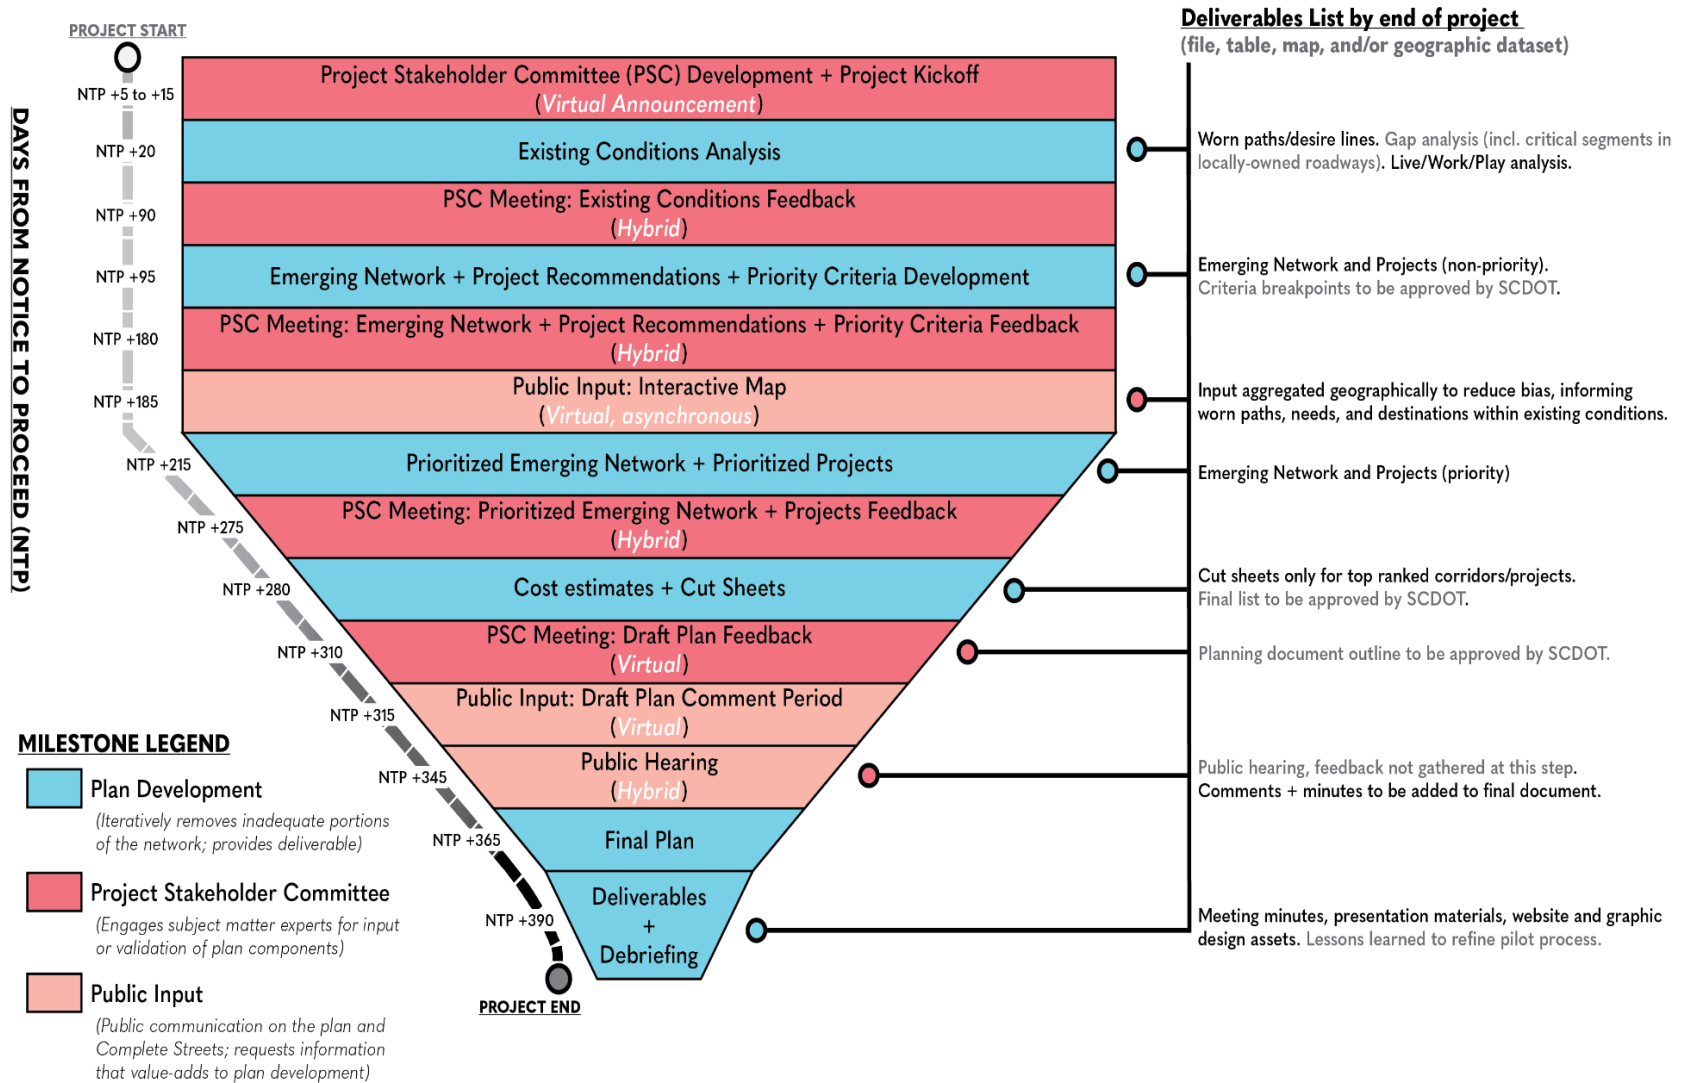 PROJECT START
DAYS FROM NOTICE TO PROCEED (NTP)
NTP +5 to +15
NTP +20
NTP +90
NTP +95
NTP +180
NTP +185
NTP +215
NTP +275
NTP +280
NTP +310
NTP +315
NTP +345
NTP +365
NTP +390
PROJECT END
Project Stakeholder Committee (PSC) Development + Project Kickoff
(Virtual Announcement)
Existing Conditions Analysis
PSC Meeting: Existing Conditions Feedback
(Hybrid)
Emerging Network + Project Recommendations + Priority Criteria Development
PSC Meeting: Emerging Network + Project Recommendations + Priority Criteria Feedback
(Hybrid)
Public Input: Interactive Map
(Virtual, asynchronous)
Prioritized Emerging Network + Prioritized Projects
PSC Meeting: Prioritized Emerging Network + Projects Feedback
(Hybrid)
Cost estimates + Cut Sheets
PSC Meeting: Draft Plan Feedback
(Virtual)
Public Input: Draft Plan Comment Period
(Virtual)
Public Hearing
(Hybrid)
Final Plan
Deliverables
+
Debriefing
Deliverables List by end of project
(file, table, map, and/or geographic dataset)
Worn paths/desire lines. Gap analysis (incl. critical segments in
locally-owned roadways). Live/Work/Play analysis.
Emerging Network and Projects (non-priority).
Criteria breakpoints to be approved by SCDOT.
Input aggregated geographically to reduce bias, informing
worn paths, needs, and destinations within existing conditions.
Emerging Network and Projects (priority)
Cut sheets only for top ranked corridors/projects.
Final list to be approved by SCDOT.
Planning document outline to be approved by SCDOT.
Public hearing, feedback not gathered at this step.
Comments + minutes to be added to final document.
Meeting minutes, presentation materials, website and graphic
design assets. Lessons learned to refine pilot process.
MILESTONE LEGEND
Plan Development
(Iteratively removes inadequate portions
of the network; provides deliverable)
Project Stakeholder Committee
(Engages subject matter experts for input
or validation of plan components)
Public Input
(Public communication on the plan and
Complete Streets; requests information
that value-adds to plan development)